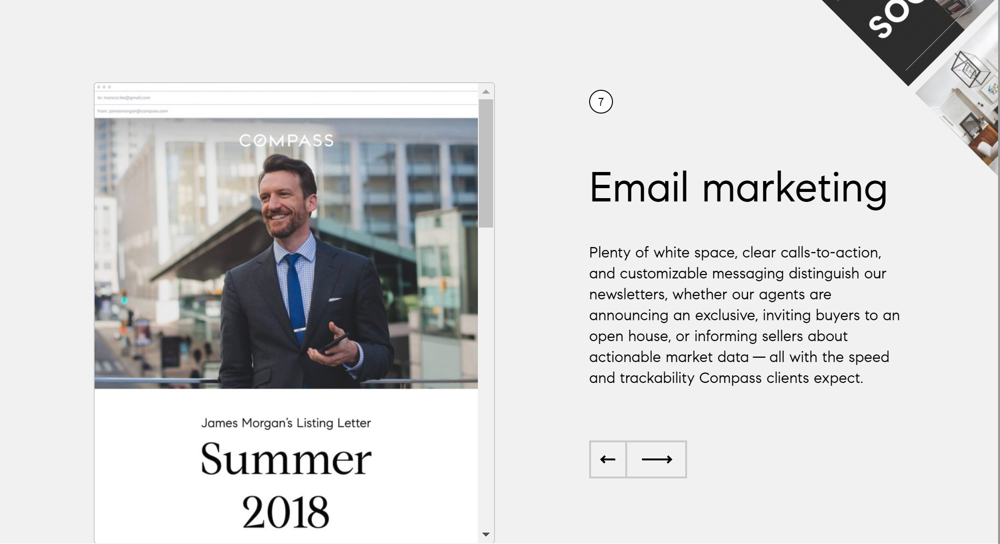 SOC
to: monica.lee@gmail.com
from: jamesmorgan@compass.com
COMPASS
James Morgan's Listing Letter
Summer
2018
7
Email marketing
Plenty of white space, clear calls-to-action,
and customizable messaging distinguish our
newsletters, whether our agents are
announcing an exclusive, inviting buyers to an
open house, or informing sellers about
actionable market data — all with the speed
and trackability Compass clients expect.